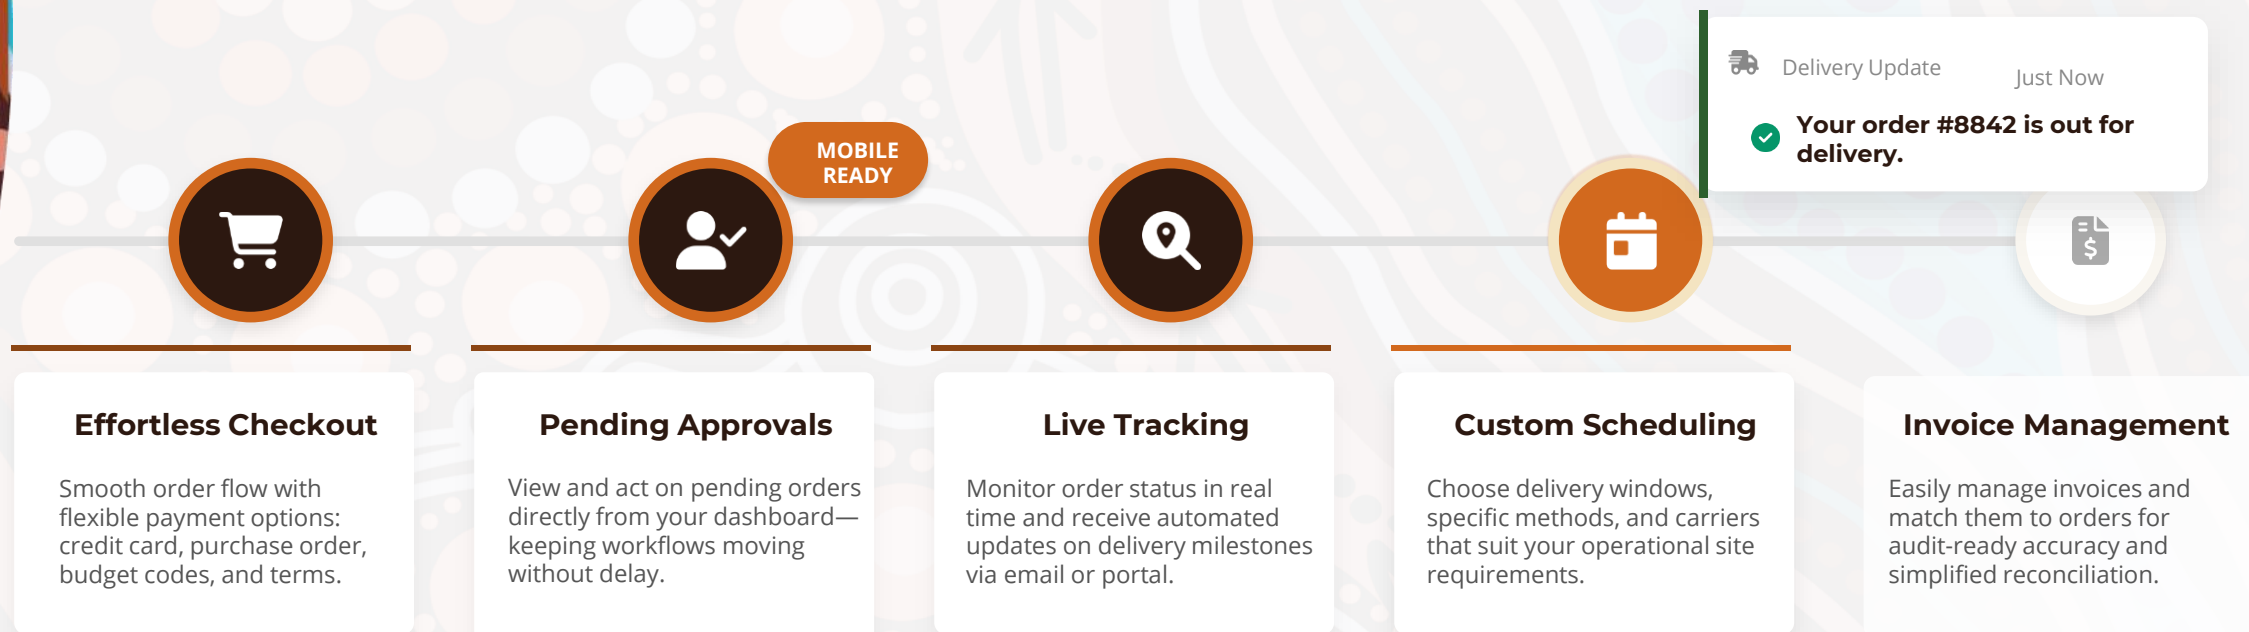 Delivery Update
Just Now
Your order #8842 is out for
delivery.
MOBILE
READY
$
Effortless Checkout
Smooth order flow with
flexible payment options:
credit card, purchase order,
budget codes, and terms.
Pending Approvals
View and act on pending orders
directly from your dashboard—
keeping workflows moving
without delay.
Live Tracking
Monitor order status in real
time and receive automated
updates on delivery milestones
via email or portal.
Custom Scheduling
Choose delivery windows,
specific methods, and carriers
that suit your operational site
requirements.
Invoice Management
Easily manage invoices and
match them to orders for
audit-ready accuracy and
simplified reconciliation.